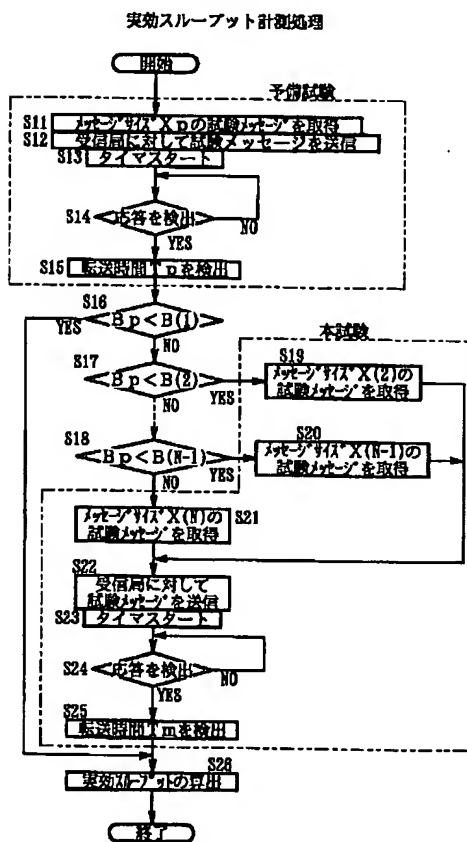 実効スループット計測処理
開始
予備試験
S11
メッセージサイズXpの試験メッセージを取得
S12
受信局に対して試験メッセージを送信
S13
タイマスタート
S14
応答を検出
NO
YES
S15
転送時間Tpを検出
S16
YES
Bp<B(1)
NO
本試験
S17
Bp<B(2)
YES
NO
S19
メッセージサイズX(2)の
試験メッセージを取得
S18
Bp<B(N-1)
YES
NO
S20
メッセージサイズX(N-1)の
試験メッセージを取得
メッセージサイズX(N)の
試験メッセージを取得
S21
S22
受信局に対して
試験メッセージを送信
S23
タイマスタート
S24
応答を検出
NO
YES
S25
転送時間Tmを検出
S26
実効スループットの算出
終了